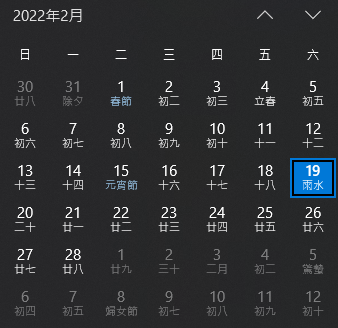 2022年2月
日 一 二 三 四 五 六
30 31 1 2 3 4 5
廿八 除夕 春節 初二 初三 立春 初五
6 7 8 9 10 11 12
初六 初七 初八 初九 初十 十一 十二
13 14 15 16 17 18 19
十三 十四 元宵節 十六 十七 十八 雨水
20 21 22 23 24 25 26
二十 廿一 廿二 廿三 廿四 廿五 廿六
27 28 1 2 3 4 5
廿七 廿八 廿九 三十 二月 初二 驚蟄
6 7 8 9 10 11 12
初四 初五 婦女節 初七 初八 初九 初十